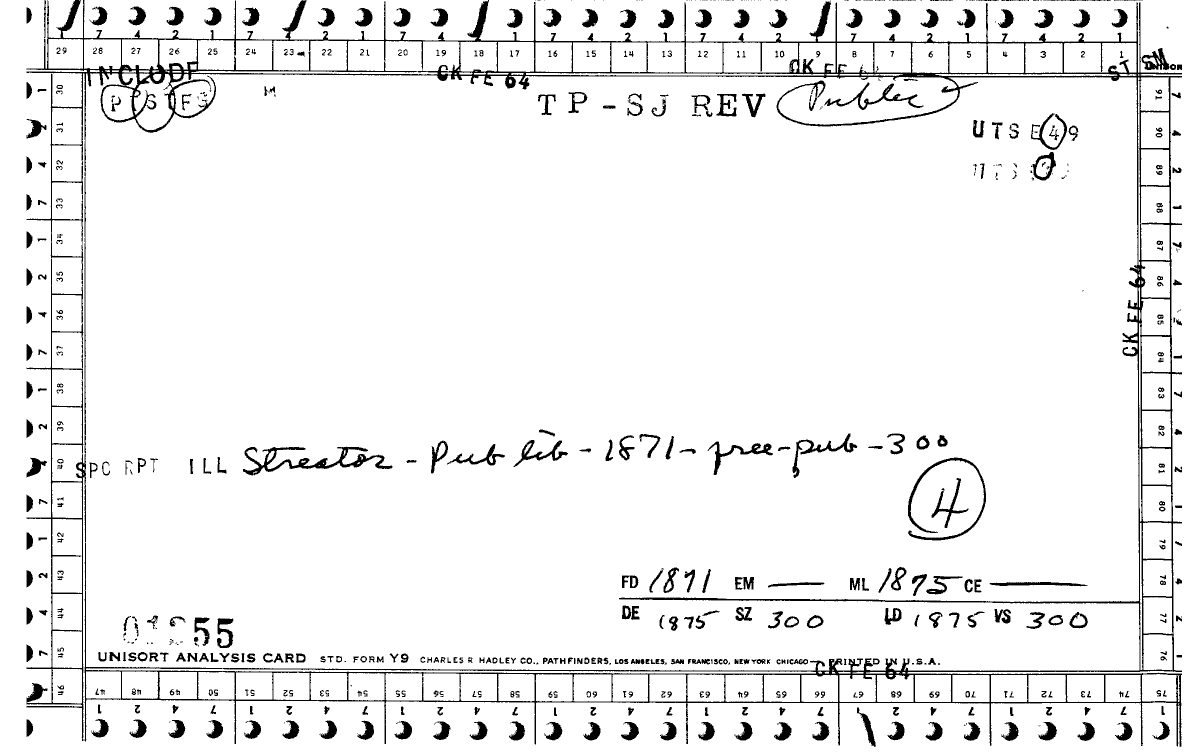 7 4 2 1 7 4 2 1 7 4 2 1 7 4 2 1 7 4 2 1 7 4 2 1 7 4 2 1
29 28 27 26 25 24 23 22 21 20 19 18 17 16 15 14 13 12 11 10 9 8 7 6 5 4 3 2 1
INCLUDE CK FE 64 CK FE 64 ST SM
P TST FG M TP-SJ REV Public
UTS E49
30 31 32 33 34 35 36 37 38 39 40 41 42 43 44 45 46
91 90 89 88 87 86 85 84 83 82 81 80 79 78 77 76
CK FE 64
SPC RPT ILL Streator - Pub lib - 1871 - free-pub - 300
4
FD 1871 EM — ML 1875 CE —
DE 1875 SZ 300 LD 1875 VS 300
55
UNISORT ANALYSIS CARD STD. FORM Y9 CHARLES R HADLEY CO., PATHFINDERS, LOS ANGELES, SAN FRANCISCO, NEW YORK CHICAGO — PRINTED IN U.S.A.
CK FE 64
47 48 49 50 51 52 53 54 55 56 57 58 59 60 61 62 63 64 65 66 67 68 69 70 71 72 73 74 75
1 2 4 7 1 2 4 7 1 2 4 7 1 2 4 7 1 2 4 7 1 2 4 7 1 2 4 7 1